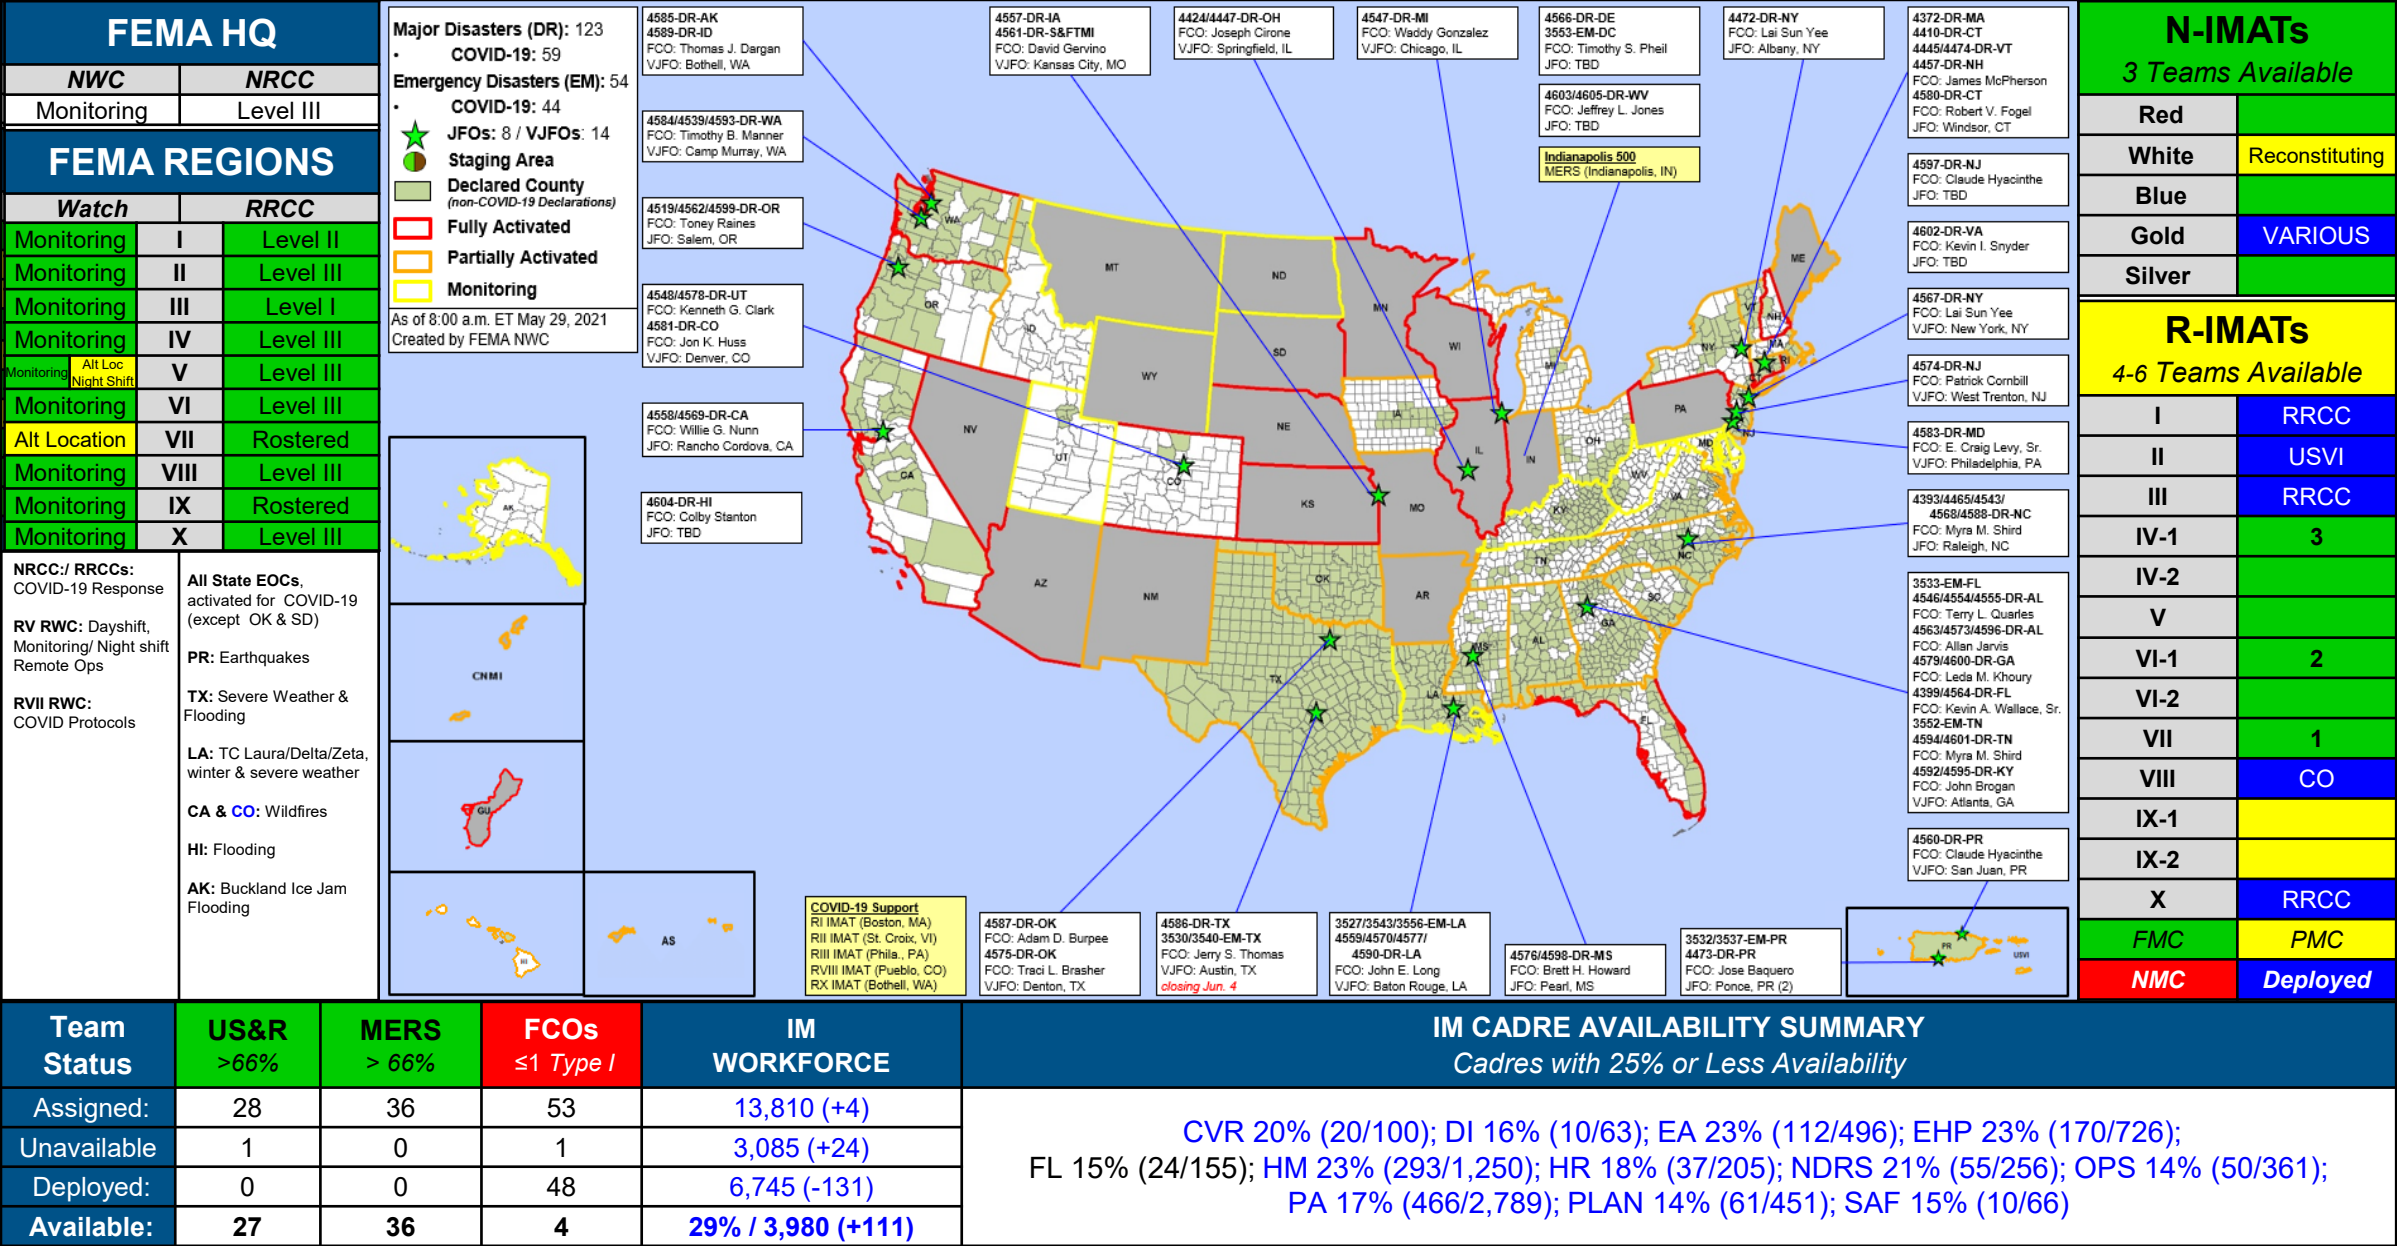 FEMA HQ
NWC NRCC
Monitoring Level III
FEMA REGIONS
Watch RRCC
Monitoring I Level II
Monitoring II Level III
Monitoring III Level I
Monitoring IV Level III
Monitoring Alt Loc Night Shift V Level III
Monitoring VI Level III
Alt Location VII Rostered
Monitoring VIII Level III
Monitoring IX Rostered
Monitoring X Level III
NRCC:/ RRCCs:
COVID-19 Response
RV RWC: Dayshift,
Monitoring/ Night shift
Remote Ops
RVII RWC:
COVID Protocols
All State EOCs,
activated for COVID-19
(except OK & SD)
PR: Earthquakes
TX: Severe Weather &
Flooding
LA: TC Laura/Delta/Zeta,
winter & severe weather
CA & CO: Wildfires
HI: Flooding
AK: Buckland Ice Jam
Flooding
Major Disasters (DR): 123
• COVID-19: 59
Emergency Disasters (EM): 54
• COVID-19: 44
JFOs: 8 / VJFOs: 14
Staging Area
Declared County
(non-COVID-19 Declarations)
Fully Activated
Partially Activated
Monitoring
As of 8:00 a.m. ET May 29, 2021
Created by FEMA NWC
4585-DR-AK
4589-DR-ID
FCO: Thomas J. Dargan
VJFO: Bothell, WA
4584/4539/4593-DR-WA
FCO: Timothy B. Manner
VJFO: Camp Murray, WA
4519/4562/4599-DR-OR
FCO: Toney Raines
JFO: Salem, OR
4548/4578-DR-UT
FCO: Kenneth G. Clark
4581-DR-CO
FCO: Jon K. Huss
VJFO: Denver, CO
4558/4569-DR-CA
FCO: Willie G. Nunn
JFO: Rancho Cordova, CA
4604-DR-HI
FCO: Colby Stanton
JFO: TBD
4557-DR-IA
4561-DR-S&FTMI
FCO: David Gervino
VJFO: Kansas City, MO
4424/4447-DR-OH
FCO: Joseph Cirone
VJFO: Springfield, IL
4547-DR-MI
FCO: Waddy Gonzalez
VJFO: Chicago, IL
4566-DR-DE
3553-EM-DC
FCO: Timothy S. Pheil
JFO: TBD
4603/4605-DR-WV
FCO: Jeffrey L. Jones
JFO: TBD
Indianapolis 500
MERS (Indianapolis, IN)
4472-DR-NY
FCO: Lai Sun Yee
JFO: Albany, NY
4372-DR-MA
4410-DR-CT
4445/4474-DR-VT
4457-DR-NH
FCO: James McPherson
4580-DR-CT
FCO: Robert V. Fogel
JFO: Windsor, CT
4597-DR-NJ
FCO: Claude Hyacinthe
JFO: TBD
4602-DR-VA
FCO: Kevin I. Snyder
JFO: TBD
4567-DR-NY
FCO: Lai Sun Yee
VJFO: New York, NY
4574-DR-NJ
FCO: Patrick Cornbill
VJFO: West Trenton, NJ
4583-DR-MD
FCO: E. Craig Levy, Sr.
VJFO: Philadelphia, PA
4393/4465/4543/
4568/4588-DR-NC
FCO: Myra M. Shird
JFO: Raleigh, NC
3533-EM-FL
4546/4554/4555-DR-AL
FCO: Terry L. Quarles
4563/4573/4596-DR-AL
FCO: Allan Jarvis
4579/4600-DR-GA
FCO: Leda M. Khoury
4399/4564-DR-FL
FCO: Kevin A. Wallace, Sr.
3552-EM-TN
4594/4601-DR-TN
FCO: Myra M. Shird
4592/4595-DR-KY
FCO: John Brogan
VJFO: Atlanta, GA
4560-DR-PR
FCO: Claude Hyacinthe
VJFO: San Juan, PR
WA
OR
ID
MT
ND
SD
WY
NE
NV
UT
CO
KS
CA
AZ
NM
OK
TX
MN
WI
IA
IL
MO
AR
LA
MS
AL
GA
FL
SC
NC
TN
KY
IN
OH
MI
WV
VA
MD
PA
NJ
NY
CT
RI
MA
VT
NH
ME
AK
CNMI
GU
HI
AS
PR
USVI
COVID-19 Support
RI IMAT (Boston, MA)
RII IMAT (St. Croix, VI)
RIII IMAT (Phila., PA)
RVIII IMAT (Pueblo, CO)
RX IMAT (Bothell, WA)
4587-DR-OK
FCO: Adam D. Burpee
4575-DR-OK
FCO: Traci L. Brasher
VJFO: Denton, TX
4586-DR-TX
3530/3540-EM-TX
FCO: Jerry S. Thomas
VJFO: Austin, TX
closing Jun. 4
3527/3543/3556-EM-LA
4559/4570/4577/
4590-DR-LA
FCO: John E. Long
VJFO: Baton Rouge, LA
4576/4598-DR-MS
FCO: Brett H. Howard
JFO: Pearl, MS
3532/3537-EM-PR
4473-DR-PR
FCO: Jose Baquero
JFO: Ponce, PR (2)
N-IMATs
3 Teams Available
Red
White Reconstituting
Blue
Gold VARIOUS
Silver
R-IMATs
4-6 Teams Available
I RRCC
II USVI
III RRCC
IV-1 3
IV-2
V
VI-1 2
VI-2
VII 1
VIII CO
IX-1
IX-2
X RRCC
FMC PMC
NMC Deployed
Team Status
US&R >66%
MERS > 66%
FCOs ≤1 Type I
IM WORKFORCE
Assigned: 28 36 53 13,810 (+4)
Unavailable 1 0 1 3,085 (+24)
Deployed: 0 0 48 6,745 (-131)
Available: 27 36 4 29% / 3,980 (+111)
IM CADRE AVAILABILITY SUMMARY
Cadres with 25% or Less Availability
CVR 20% (20/100); DI 16% (10/63); EA 23% (112/496); EHP 23% (170/726);
FL 15% (24/155); HM 23% (293/1,250); HR 18% (37/205); NDRS 21% (55/256); OPS 14% (50/361);
PA 17% (466/2,789); PLAN 14% (61/451); SAF 15% (10/66)